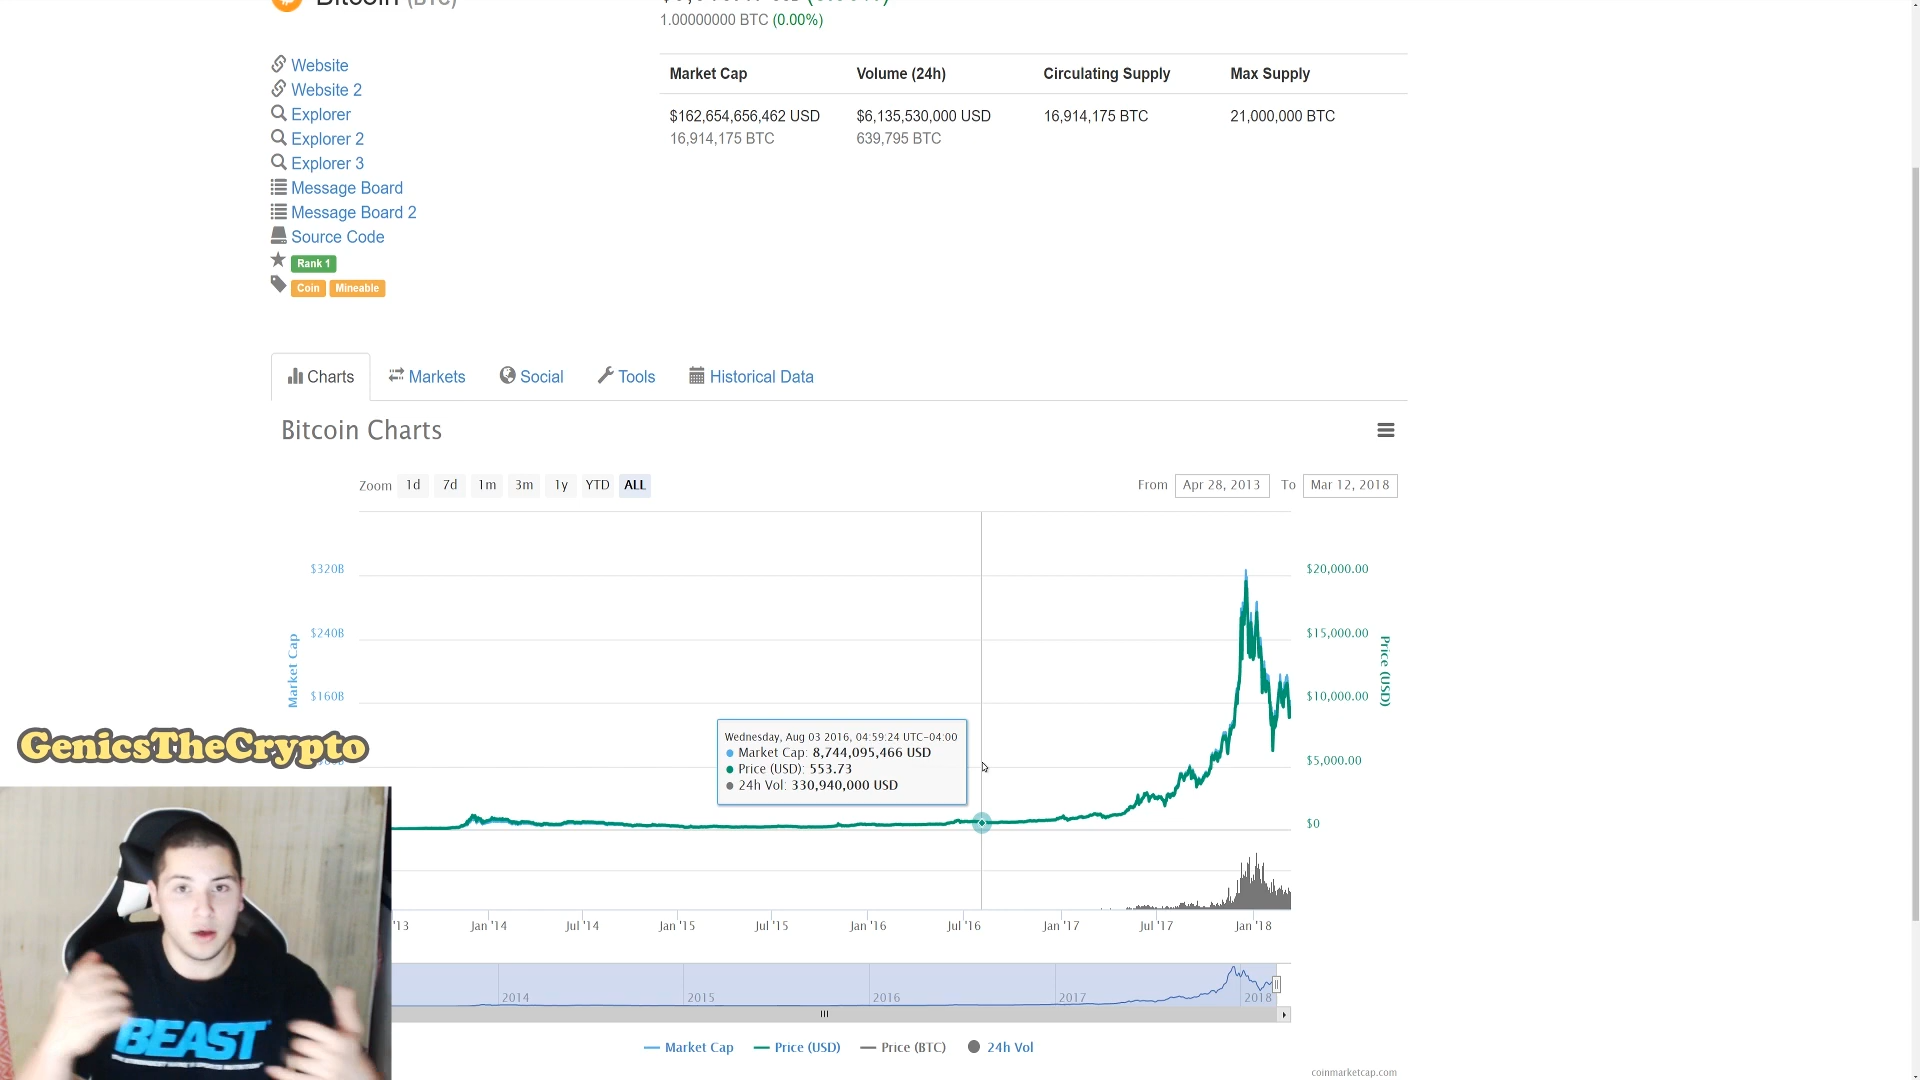 Bitcoin (BTC)
1.00000000 BTC (0.00%)
Website
Website 2
Explorer
Explorer 2
Explorer 3
Message Board
Message Board 2
Source Code
Rank 1
Coin Mineable
Market Cap Volume (24h) Circulating Supply Max Supply
$162,654,656,462 USD $6,135,530,000 USD 16,914,175 BTC 21,000,000 BTC
16,914,175 BTC 639,795 BTC
Charts Markets Social Tools Historical Data
Bitcoin Charts
Zoom 1d 7d 1m 3m 1y YTD ALL From Apr 28, 2013 To Mar 12, 2018
$320B $20,000.00
$240B $15,000.00
Market Cap
$160B $10,000.00
Price (USD)
$5,000.00
$0
Wednesday, Aug 03 2016, 04:59:24 UTC-04:00
Market Cap: 8,744,095,466 USD
Price (USD): 553.73
24h Vol: 330,940,000 USD
GenicsTheCrypto
BEAST
'13 Jan '14 Jul '14 Jan '15 Jul '15 Jan '16 Jul '16 Jan '17 Jul '17 Jan '18
2014 2015 2016 2017 2018
Market Cap Price (USD) Price (BTC) 24h Vol
coinmarketcap.com